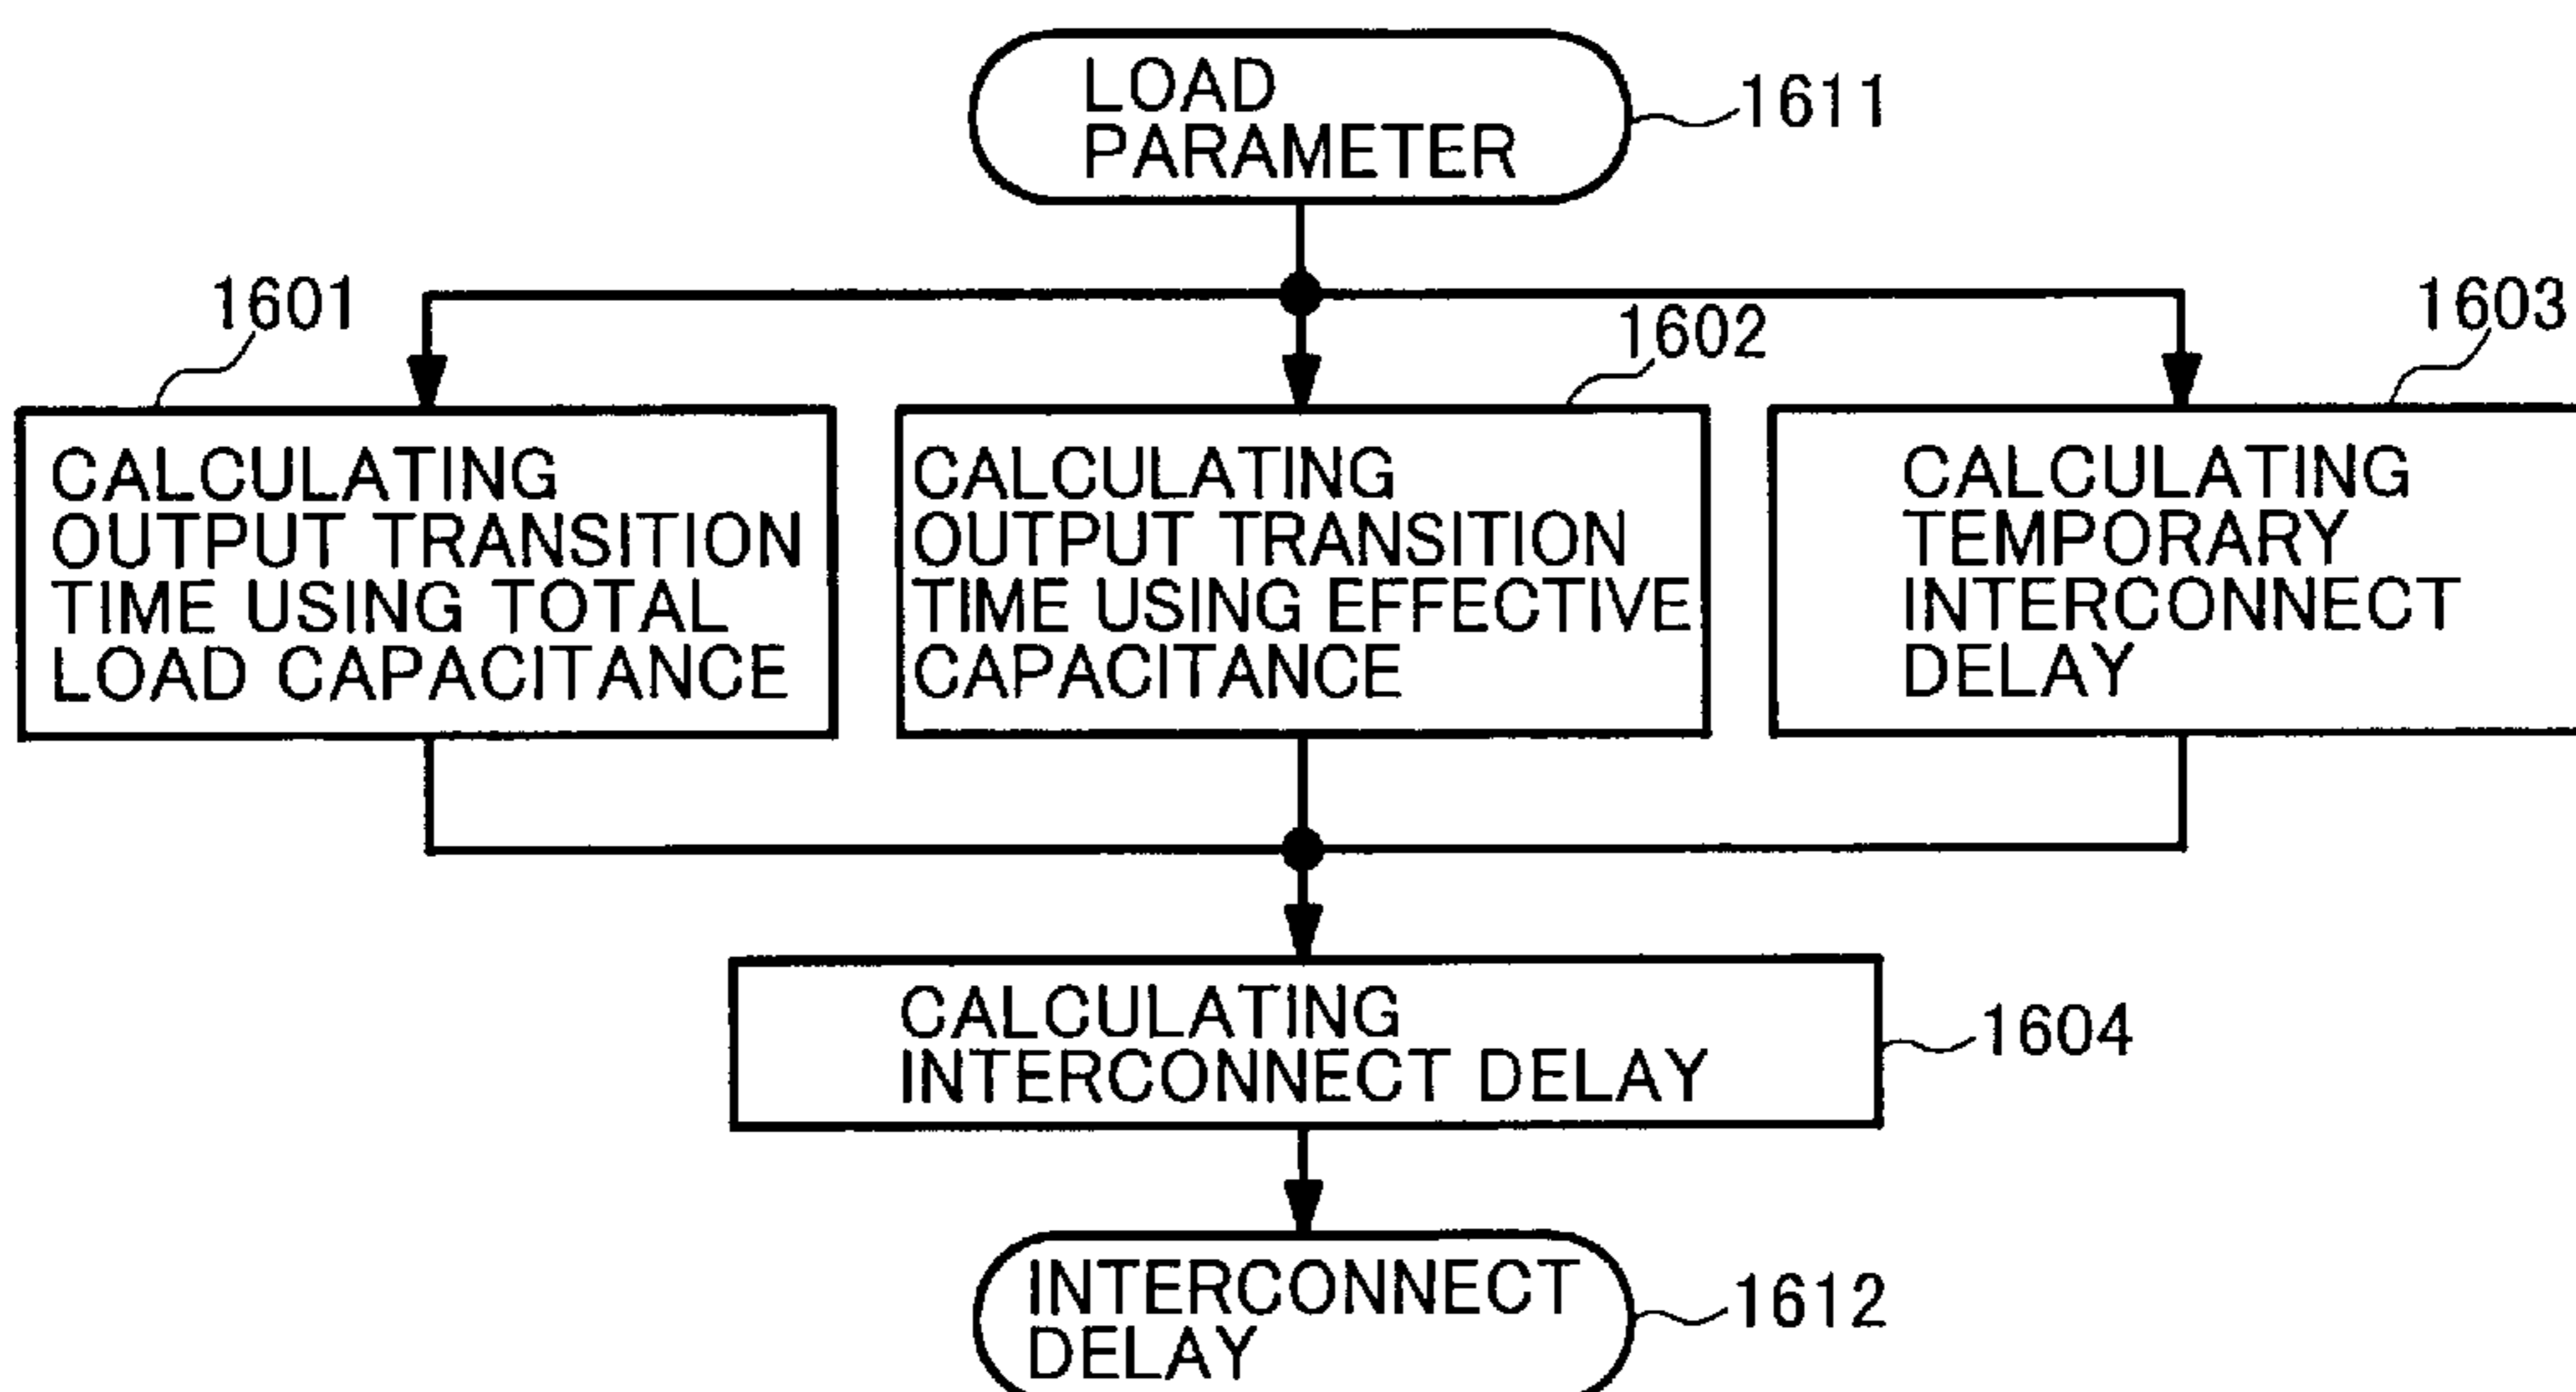 LOAD
PARAMETER
1611
1601
1602
1603
CALCULATING
OUTPUT TRANSITION
TIME USING TOTAL
LOAD CAPACITANCE
CALCULATING
OUTPUT TRANSITION
TIME USING EFFECTIVE
CAPACITANCE
CALCULATING
TEMPORARY
INTERCONNECT
DELAY
CALCULATING
INTERCONNECT DELAY
1604
INTERCONNECT
DELAY
1612